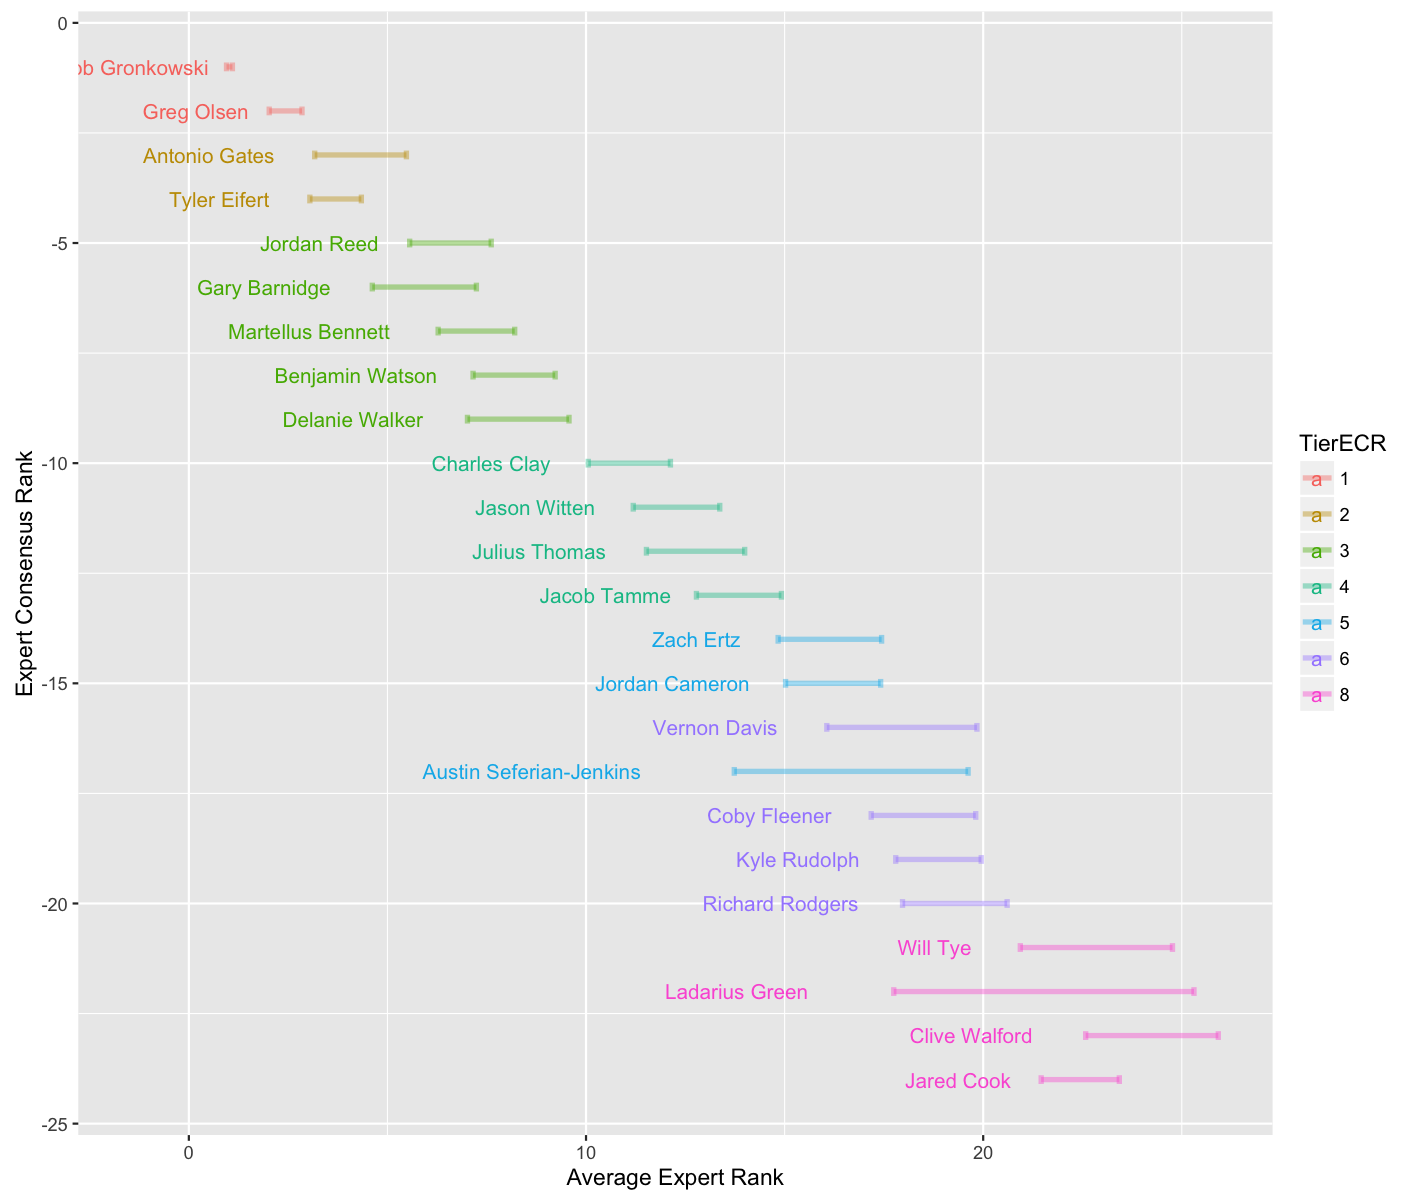 0
ob Gronkowski
Greg Olsen
Antonio Gates
Tyler Eifert
-5
Jordan Reed
Gary Barnidge
Martellus Bennett
Benjamin Watson
Delanie Walker
-10
Charles Clay
Jason Witten
Julius Thomas
Jacob Tamme
Zach Ertz
-15
Jordan Cameron
Vernon Davis
Austin Seferian-Jenkins
Coby Fleener
Kyle Rudolph
-20
Richard Rodgers
Will Tye
Ladarius Green
Clive Walford
Jared Cook
-25
Expert Consensus Rank
0 10 20
Average Expert Rank
TierECR
a 1
a 2
a 3
a 4
a 5
a 6
a 8